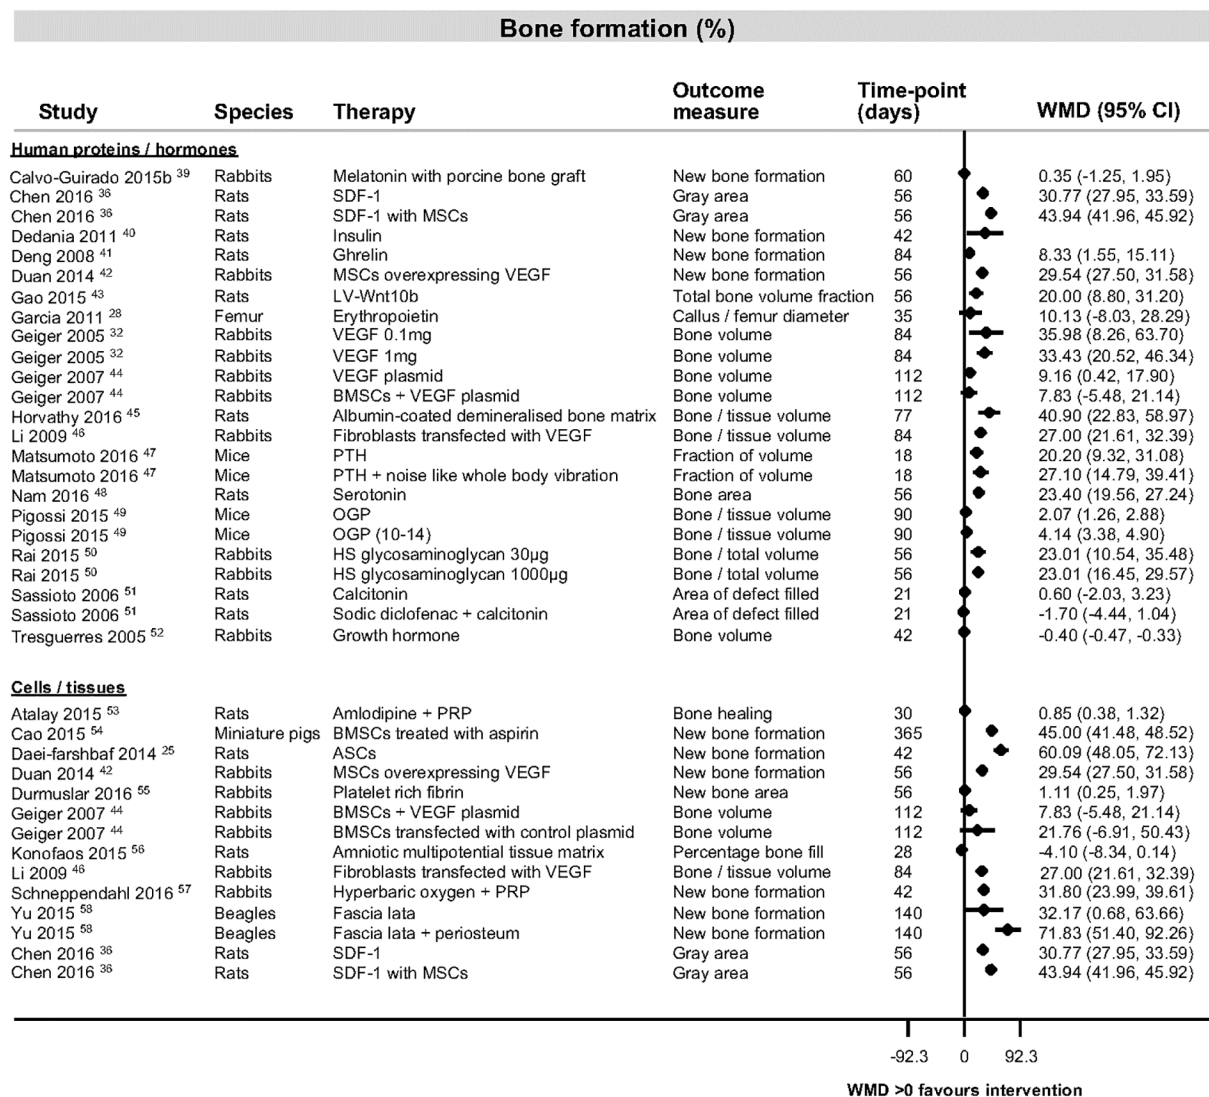 Bone formation (%)
Study Species Therapy Outcome measure Time-point (days) WMD (95% CI)
Human proteins / hormones
Calvo-Guirado 2015b 39 Rabbits Melatonin with porcine bone graft New bone formation 60 0.35 (-1.25, 1.95)
Chen 2016 36 Rats SDF-1 Gray area 56 30.77 (27.95, 33.59)
Chen 2016 36 Rats SDF-1 with MSCs Gray area 56 43.94 (41.96, 45.92)
Dedania 2011 40 Rats Insulin New bone formation 42
Deng 2008 41 Rats Ghrelin New bone formation 84 8.33 (1.55, 15.11)
Duan 2014 42 Rabbits MSCs overexpressing VEGF New bone formation 56 29.54 (27.50, 31.58)
Gao 2015 43 Rats LV-Wnt10b Total bone volume fraction 56 20.00 (8.80, 31.20)
Garcia 2011 28 Femur Erythropoietin Callus / femur diameter 35 10.13 (-8.03, 28.29)
Geiger 2005 32 Rabbits VEGF 0.1mg Bone volume 84 35.98 (8.26, 63.70)
Geiger 2005 32 Rabbits VEGF 1mg Bone volume 84 33.43 (20.52, 46.34)
Geiger 2007 44 Rabbits VEGF plasmid Bone volume 112 9.16 (0.42, 17.90)
Geiger 2007 44 Rabbits BMSCs + VEGF plasmid Bone volume 112 7.83 (-5.48, 21.14)
Horvathy 2016 45 Rats Albumin-coated demineralised bone matrix Bone / tissue volume 77 40.90 (22.83, 58.97)
Li 2009 46 Rabbits Fibroblasts transfected with VEGF Bone / tissue volume 84 27.00 (21.61, 32.39)
Matsumoto 2016 47 Mice PTH Fraction of volume 18 20.20 (9.32, 31.08)
Matsumoto 2016 47 Mice PTH + noise like whole body vibration Fraction of volume 18 27.10 (14.79, 39.41)
Nam 2016 48 Rats Serotonin Bone area 56 23.40 (19.56, 27.24)
Pigossi 2015 49 Mice OGP Bone / tissue volume 90 2.07 (1.26, 2.88)
Pigossi 2015 49 Mice OGP (10-14) Bone / tissue volume 90 4.14 (3.38, 4.90)
Rai 2015 50 Rabbits HS glycosaminoglycan 30µg Bone / total volume 56 23.01 (10.54, 35.48)
Rai 2015 50 Rabbits HS glycosaminoglycan 1000µg Bone / total volume 56 23.01 (16.45, 29.57)
Sassioto 2006 51 Rats Calcitonin Area of defect filled 21 0.60 (-2.03, 3.23)
Sassioto 2006 51 Rats Sodic diclofenac + calcitonin Area of defect filled 21 -1.70 (-4.44, 1.04)
Tresguerres 2005 52 Rabbits Growth hormone Bone volume 42 -0.40 (-0.47, -0.33)
Cells / tissues
Atalay 2015 53 Rats Amlodipine + PRP Bone healing 30 0.85 (0.38, 1.32)
Cao 2015 54 Miniature pigs BMSCs treated with aspirin New bone formation 365 45.00 (41.48, 48.52)
Daei-farshbaf 2014 25 Rats ASCs New bone formation 42 60.09 (48.05, 72.13)
Duan 2014 42 Rabbits MSCs overexpressing VEGF New bone formation 56 29.54 (27.50, 31.58)
Durmuslar 2016 55 Rabbits Platelet rich fibrin New bone area 56 1.11 (0.25, 1.97)
Geiger 2007 44 Rabbits BMSCs + VEGF plasmid Bone volume 112 7.83 (-5.48, 21.14)
Geiger 2007 44 Rabbits BMSCs transfected with control plasmid Bone volume 112 21.76 (-6.91, 50.43)
Konofaos 2015 56 Rats Amniotic multipotential tissue matrix Percentage bone fill 28 -4.10 (-8.34, 0.14)
Li 2009 46 Rabbits Fibroblasts transfected with VEGF Bone / tissue volume 84 27.00 (21.61, 32.39)
Schneppendahl 2016 57 Rabbits Hyperbaric oxygen + PRP New bone formation 42 31.80 (23.99, 39.61)
Yu 2015 58 Beagles Fascia lata New bone formation 140 32.17 (0.68, 63.66)
Yu 2015 58 Beagles Fascia lata + periosteum New bone formation 140 71.83 (51.40, 92.26)
Chen 2016 36 Rats SDF-1 Gray area 56 30.77 (27.95, 33.59)
Chen 2016 36 Rats SDF-1 with MSCs Gray area 56 43.94 (41.96, 45.92)
-92.3 0 92.3
WMD >0 favours intervention